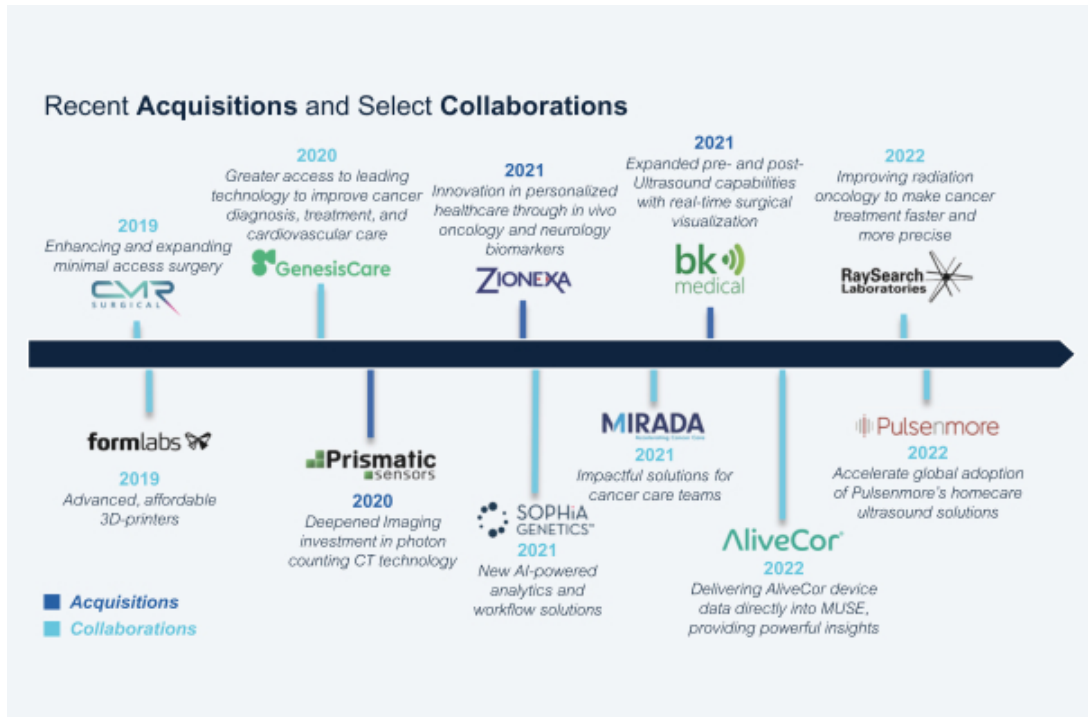 Recent Acquisitions and Select Collaborations
2019
Enhancing and expanding
minimal access surgery
CMR
SURGICAL
2020
Greater access to leading
technology to improve cancer
diagnosis, treatment, and
cardiovascular care
GenesisCare
2021
Innovation in personalized
healthcare through in vivo
oncology and neurology
biomarkers
ZIONEXA
2021
Expanded pre- and post-
Ultrasound capabilities
with real-time surgical
visualization
bk
medical
2022
Improving radiation
oncology to make cancer
treatment faster and
more precise
RaySearch
Laboratories
formlabs
2019
Advanced, affordable
3D-printers
Prismatic
sensors
2020
Deepened Imaging
investment in photon
counting CT technology
SOPHiA
GENETICS™
2021
New AI-powered
analytics and
workflow solutions
MIRADA
Accelerating Cancer Care
2021
Impactful solutions for
cancer care teams
AliveCor®
2022
Delivering AliveCor device
data directly into MUSE,
providing powerful insights
Pulsenmore
2022
Accelerate global adoption
of Pulsenmore's homecare
ultrasound solutions
Acquisitions
Collaborations